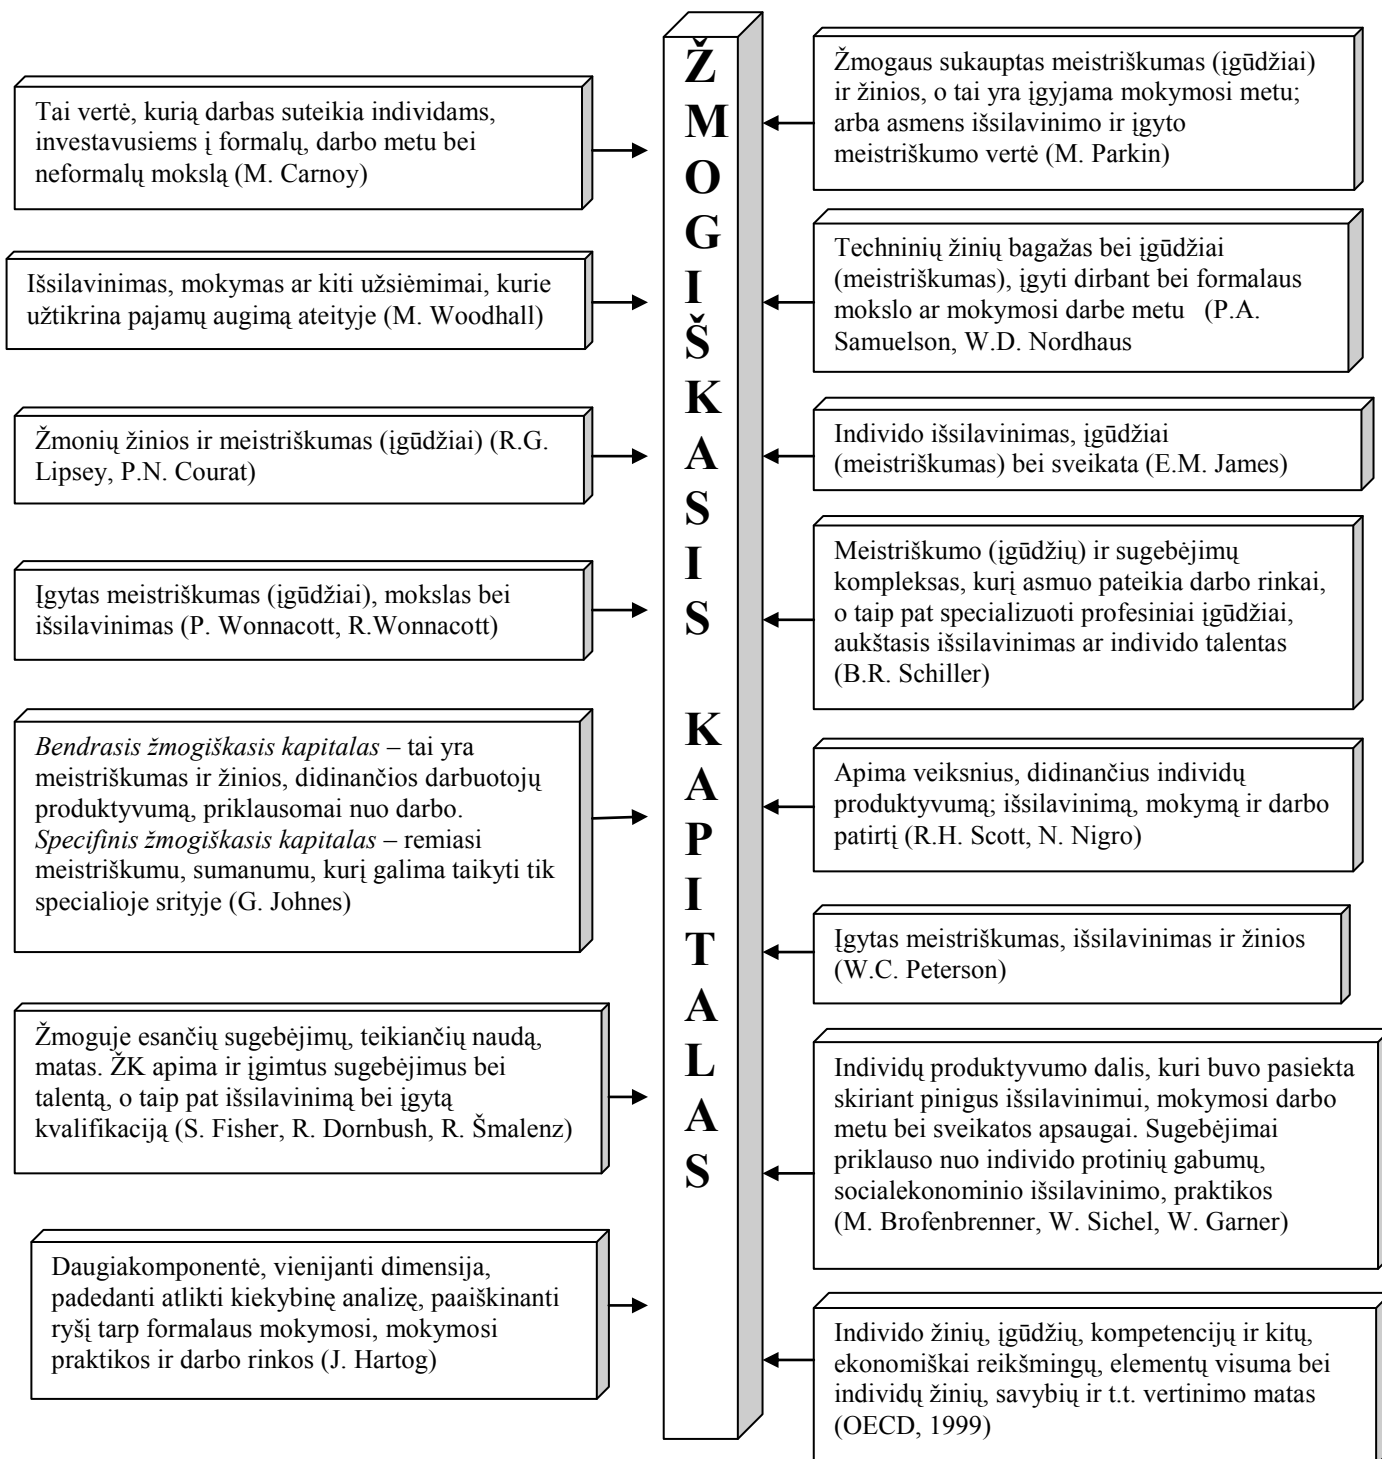 Tai vertė, kurią darbas suteikia individams,
investavusiems į formalų, darbo metu bei
neformalų mokslą (M. Carnoy)
Išsilavinimas, mokymas ar kiti užsiėmimai, kurie
užtikrina pajamų augimą ateityje (M. Woodhall)
Žmonių žinios ir meistriškumas (įgūdžiai) (R.G.
Lipsey, P.N. Courat)
Įgytas meistriškumas (įgūdžiai), mokslas bei
išsilavinimas (P. Wonnacott, R.Wonnacott)
Bendrasis žmogiškasis kapitalas – tai yra
meistriškumas ir žinios, didinančios darbuotojų
produktyvumą, priklausomai nuo darbo.
Specifinis žmogiškasis kapitalas – remiasi
meistriškumu, sumanumu, kurį galima taikyti tik
specialioje srityje (G. Johnes)
Žmoguje esančių sugebėjimų, teikiančių naudą,
matas. ŽK apima ir įgimtus sugebėjimus bei
talentą, o taip pat išsilavinimą bei įgytą
kvalifikaciją (S. Fisher, R. Dornbush, R. Šmalenz)
Daugiakomponentė, vienijanti dimensija,
padedanti atlikti kiekybinę analizę, paaiškinanti
ryšį tarp formalaus mokymosi, mokymosi
praktikos ir darbo rinkos (J. Hartog)
ŽMOGIŠKASIS KAPITALAS
Žmogaus sukauptas meistriškumas (įgūdžiai)
ir žinios, o tai yra įgyjama mokymosi metu;
arba asmens išsilavinimo ir įgyto
meistriškumo vertė (M. Parkin)
Techninių žinių bagažas bei įgūdžiai
(meistriškumas), įgyti dirbant bei formalaus
mokslo ar mokymosi darbe metu (P.A.
Samuelson, W.D. Nordhaus
Individo išsilavinimas, įgūdžiai
(meistriškumas) bei sveikata (E.M. James)
Meistriškumo (įgūdžių) ir sugebėjimų
kompleksas, kurį asmuo pateikia darbo rinkai,
o taip pat specializuoti profesiniai įgūdžiai,
aukštasis išsilavinimas ar individo talentas
(B.R. Schiller)
Apima veiksnius, didinančius individų
produktyvumą; išsilavinimą, mokymą ir darbo
patirtį (R.H. Scott, N. Nigro)
Įgytas meistriškumas, išsilavinimas ir žinios
(W.C. Peterson)
Individų produktyvumo dalis, kuri buvo pasiekta
skiriant pinigus išsilavinimui, mokymosi darbo
metu bei sveikatos apsaugai. Sugebėjimai
priklauso nuo individo protinių gabumų,
socialekonominio išsilavinimo, praktikos
(M. Brofenbrenner, W. Sichel, W. Garner)
Individo žinių, įgūdžių, kompetencijų ir kitų,
ekonomiškai reikšmingų, elementų visuma bei
individų žinių, savybių ir t.t. vertinimo matas
(OECD, 1999)